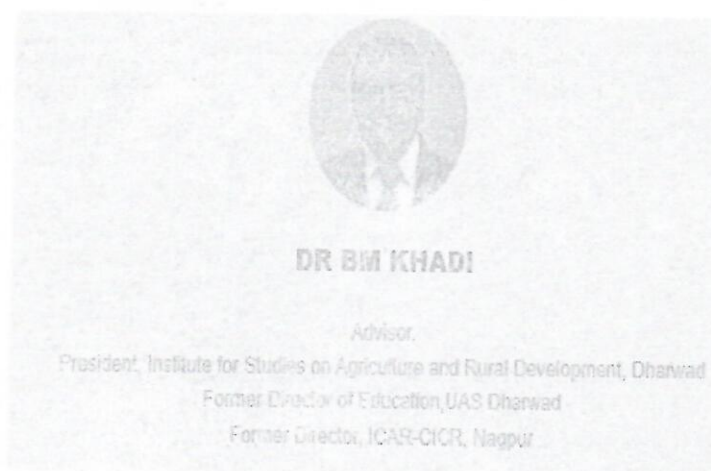 DR BM KHADI
Advisor,
President, Institute for Studies on Agriculture and Rural Development, Dharwad
Former Director of Education, UAS Dharwad
Former Director, ICAR-CICR, Nagpur